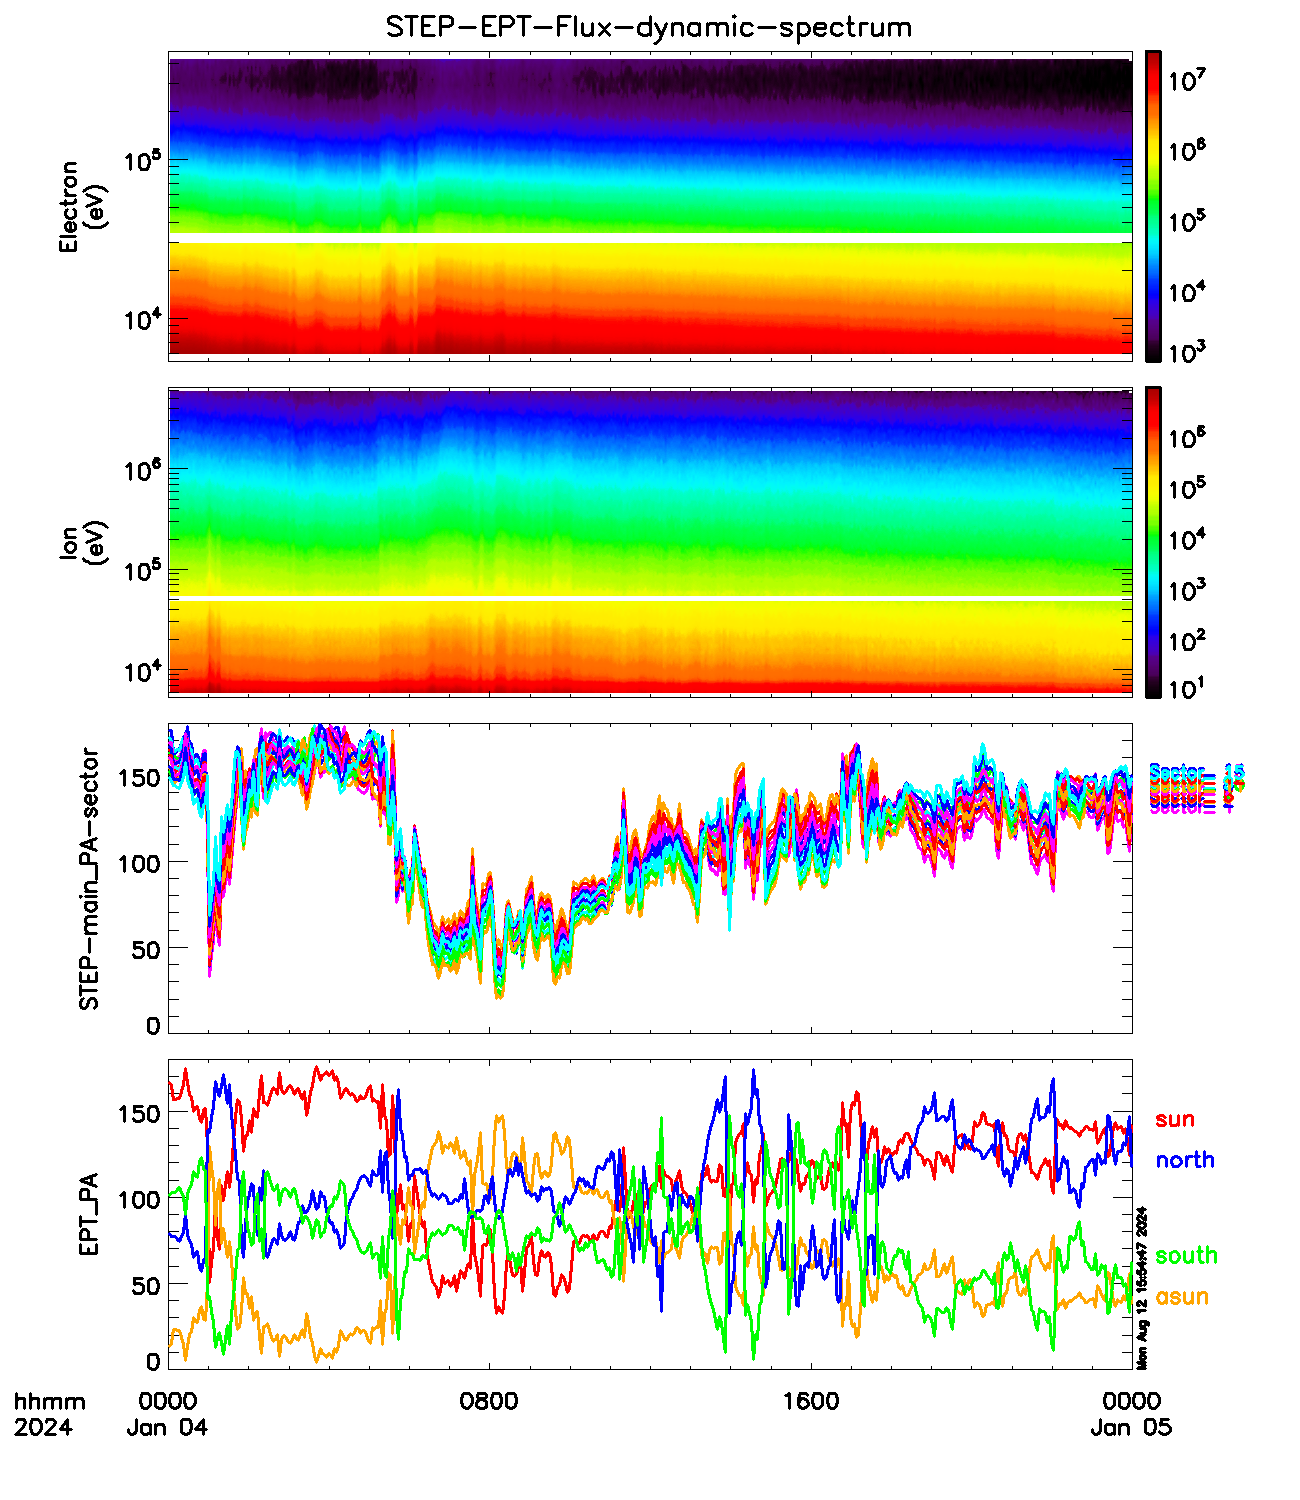 STEP-EPT-Flux-dynamic-spectrum
Electron
(eV)
10^5
10^4
10^7
10^6
10^5
10^4
10^3
Ion
(eV)
10^6
10^5
10^4
10^6
10^5
10^4
10^3
10^2
10^1
STEP-main_PA-sector
150
100
50
0
Sector- 15
EPT_PA
150
100
50
0
sun
north
south
asun
Mon Aug 12 15:54:47 2024
hhmm
2024
0000
Jan 04
0800
1600
0000
Jan 05